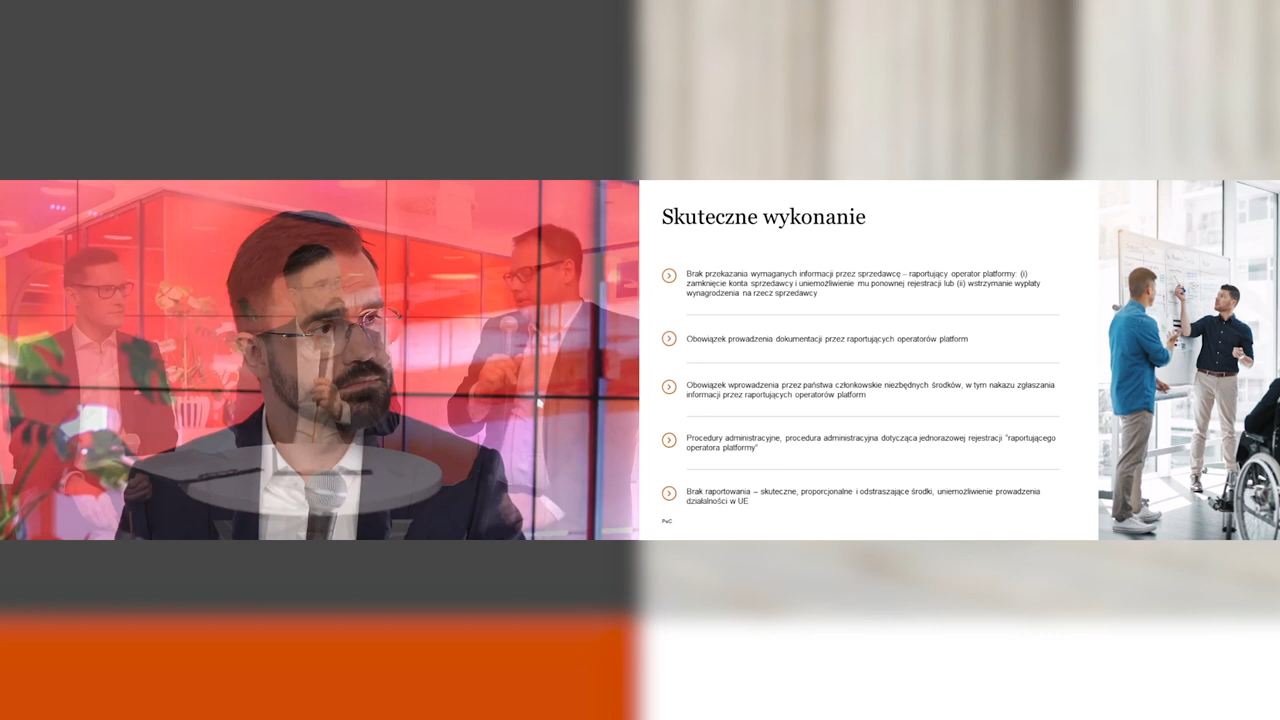 Skuteczne wykonanie
Brak przekazania wymaganych informacji przez sprzedawcę – raportujący operator platformy: (i)
zamknięcie konta sprzedawcy i uniemożliwienie mu ponownej rejestracji lub (ii) wstrzymanie wypłaty
wynagrodzenia na rzecz sprzedawcy
Obowiązek prowadzenia dokumentacji przez raportujących operatorów platform
Obowiązek wprowadzenia przez państwa członkowskie niezbędnych środków, w tym nakazu zgłaszania
informacji przez raportujących operatorów platform
Procedury administracyjne, procedura administracyjna dotycząca jednorazowej rejestracji "raportującego
operatora platformy"
Brak raportowania – skuteczne, proporcjonalne i odstraszające środki, uniemożliwienie prowadzenia
działalności w UE
PwC